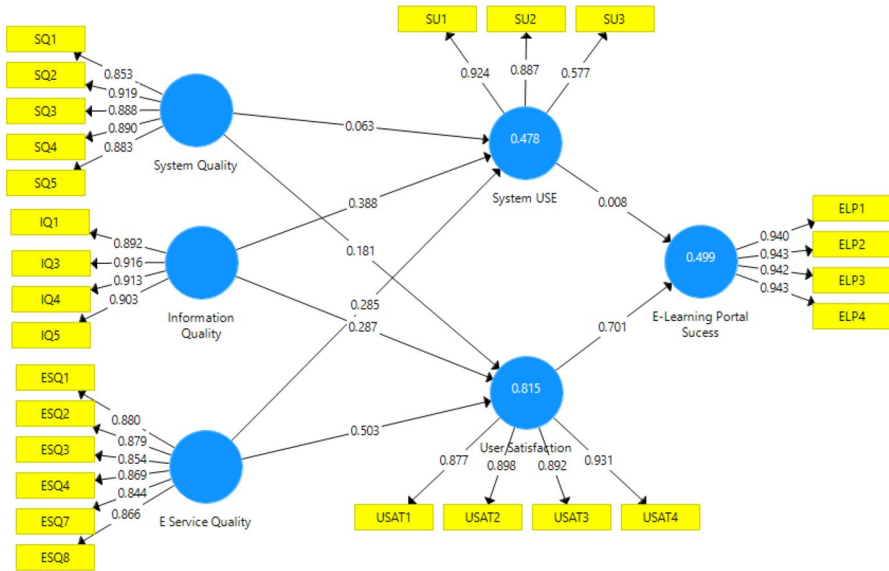 SU1
SU2
SU3
0.924
0.887
0.577
SQ1
SQ2
SQ3
SQ4
SQ5
0.853
0.919
0.888
0.890
0.883
System Quality
0.063
0.478
System USE
0.388
0.181
0.008
IQ1
IQ3
IQ4
IQ5
0.892
0.916
0.913
0.903
Information
Quality
0.285
0.287
0.499
E-Learning Portal
Sucess
ELP1
ELP2
ELP3
ELP4
0.940
0.943
0.942
0.943
0.701
ESQ1
ESQ2
ESQ3
ESQ4
ESQ7
ESQ8
0.880
0.879
0.854
0.869
0.844
0.866
E Service Quality
0.503
0.815
User Satisfaction
0.877
0.898
0.892
0.931
USAT1
USAT2
USAT3
USAT4